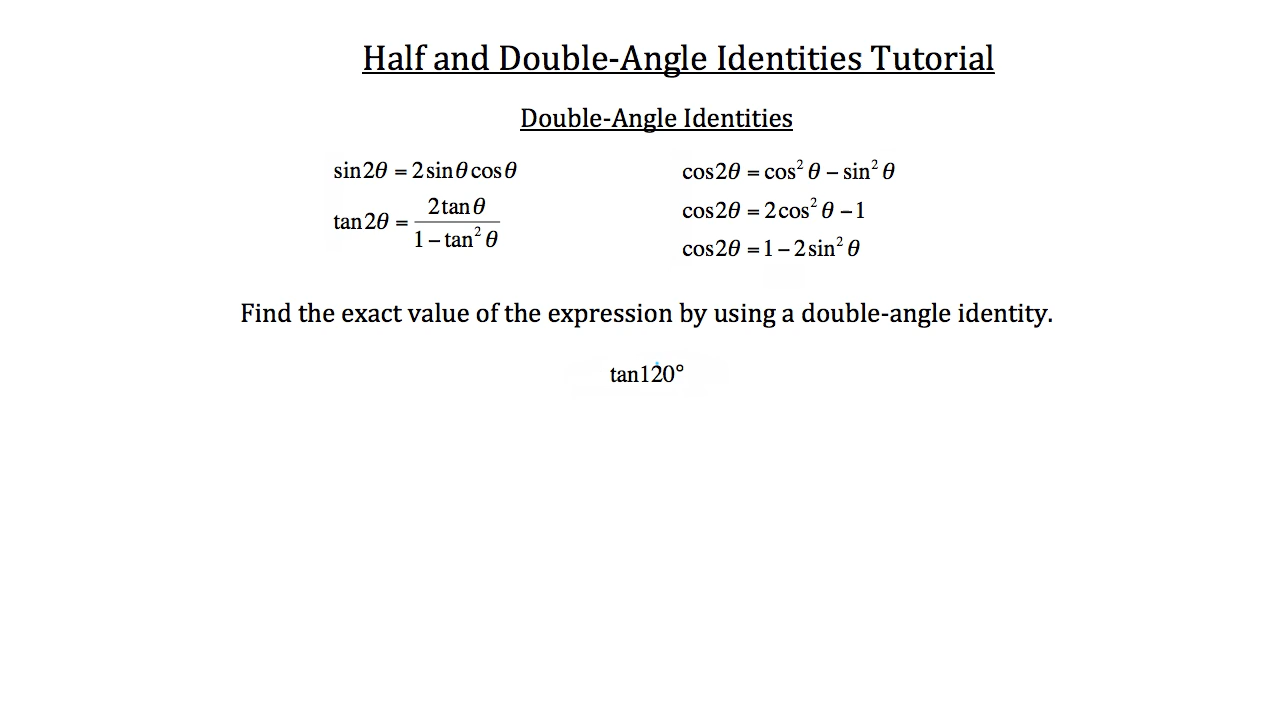 Half and Double-Angle Identities Tutorial
Double-Angle Identities
sin2θ = 2sinθcosθ
tan2θ = \frac{2tanθ}{1 − tan² θ}
cos2θ = cos² θ − sin² θ
cos2θ = 2cos² θ − 1
cos2θ = 1 − 2sin² θ
Find the exact value of the expression by using a double-angle identity.
tan120°